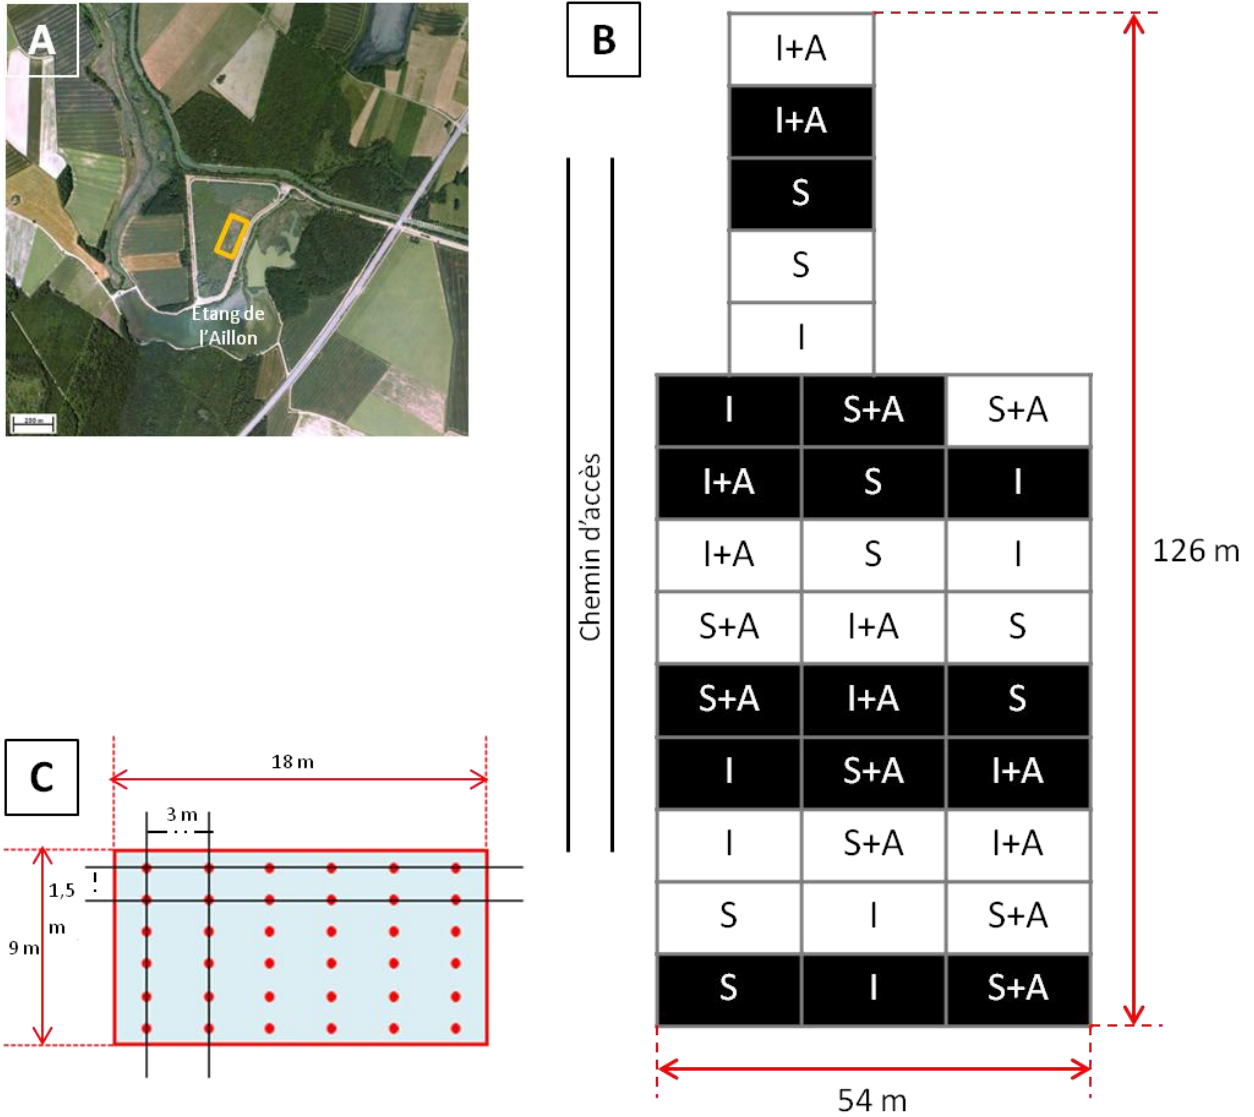 A
Etang de
l'Aillon
B
I+A
I+A
S
S
I
I S+A S+A
I+A S I
I+A S I
S+A I+A S
S+A I+A S
I S+A I+A
I S+A I+A
S I S+A
S I S+A
Chemin d'accès
126 m
54 m
C
18 m
3 m
1,5
m
9 m